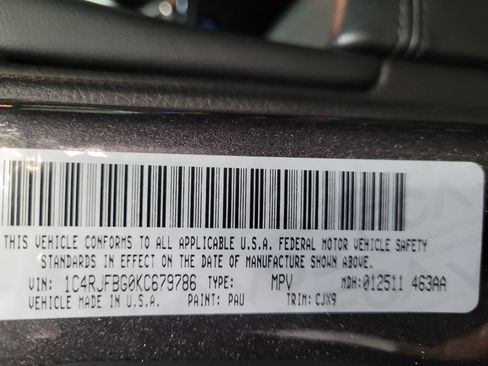 THIS VEHICLE CONFORMS TO ALL APPLICABLE U.S.A. FEDERAL MOTOR VEHICLE SAFETY
STANDARDS IN EFFECT ON THE DATE OF MANUFACTURE SHOWN ABOVE.
VIN: 1C4RJFBG0KC679786 TYPE: MPV MDH:012511 463AA
VEHICLE MADE IN U.S.A. PAINT: PAU TRIM: CJX9